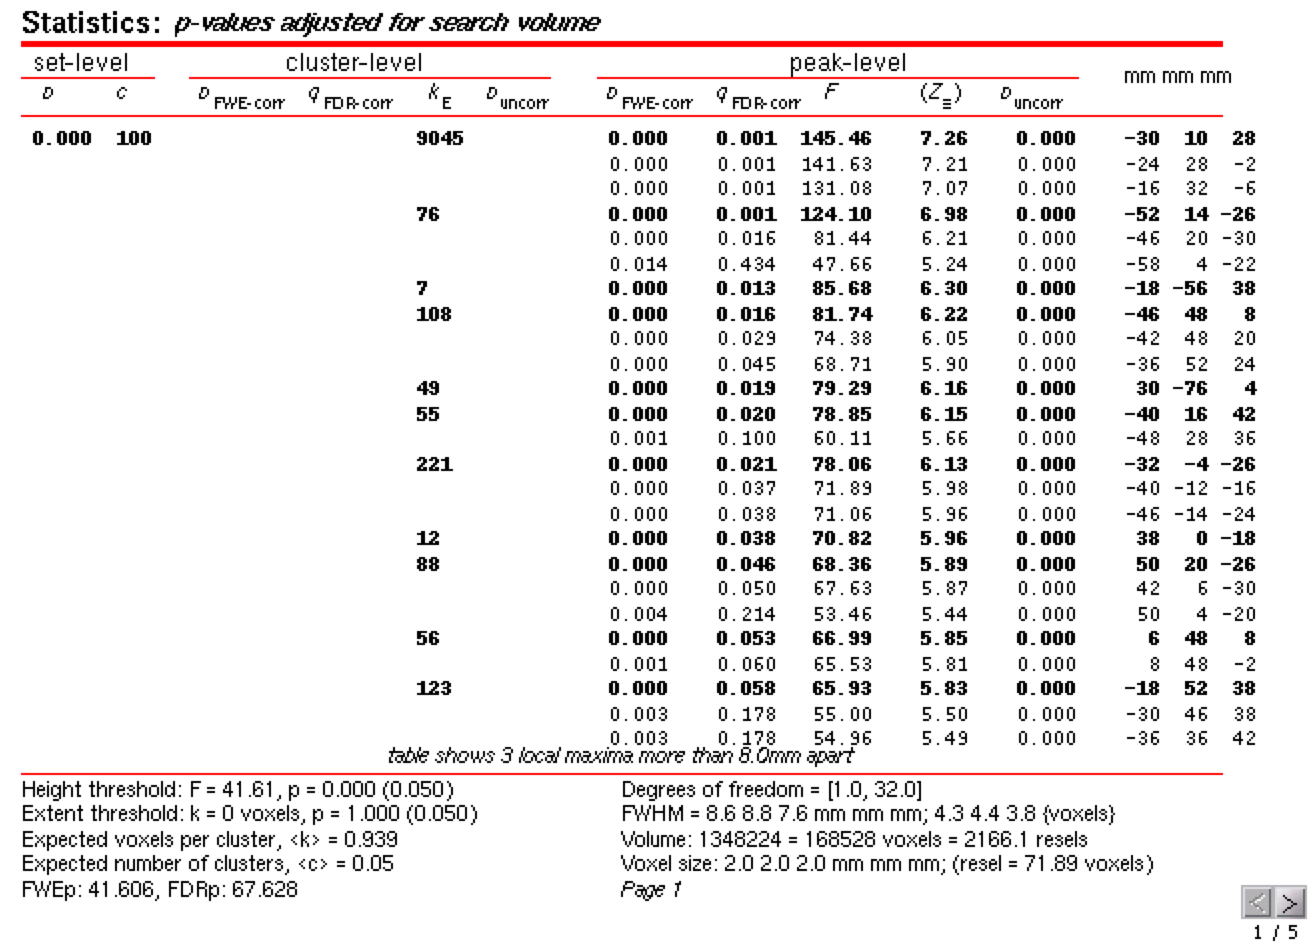 Statistics: p-values adjusted for search volume
set-level cluster-level peak-level mm mm mm
p c p FWE-corr q FDR-corr k E p uncorr p FWE-corr q FDR-corr F (Z≡) p uncorr
0.000 100 9045 0.000 0.001 145.46 7.26 0.000 -30 10 28
0.000 0.001 141.63 7.21 0.000 -24 28 -2
0.000 0.001 131.08 7.07 0.000 -16 32 -6
76 0.000 0.001 124.10 6.98 0.000 -52 14 -26
0.000 0.016 81.44 6.21 0.000 -46 20 -30
0.014 0.434 47.66 5.24 0.000 -58 4 -22
7 0.000 0.013 85.68 6.30 0.000 -18 -56 38
108 0.000 0.016 81.74 6.22 0.000 -46 48 8
0.000 0.029 74.38 6.05 0.000 -42 48 20
0.000 0.045 68.71 5.90 0.000 -36 52 24
49 0.000 0.019 79.29 6.16 0.000 30 -76 4
55 0.000 0.020 78.85 6.15 0.000 -40 16 42
0.001 0.100 60.11 5.66 0.000 -48 28 36
221 0.000 0.021 78.06 6.13 0.000 -32 -4 -26
0.000 0.037 71.89 5.98 0.000 -40 -12 -16
0.000 0.038 71.06 5.96 0.000 -46 -14 -24
12 0.000 0.038 70.82 5.96 0.000 38 0 -18
88 0.000 0.046 68.36 5.89 0.000 50 20 -26
0.000 0.050 67.63 5.87 0.000 42 6 -30
0.004 0.214 53.46 5.44 0.000 50 4 -20
56 0.000 0.053 66.99 5.85 0.000 6 48 8
0.001 0.060 65.53 5.81 0.000 8 48 -2
123 0.000 0.058 65.93 5.83 0.000 -18 52 38
0.003 0.178 55.00 5.50 0.000 -30 46 38
0.003 0.178 54.96 5.49 0.000 -36 36 42
table shows 3 local maxima more than 8.0mm apart
Height threshold: F = 41.61, p = 0.000 (0.050) Degrees of freedom = [1.0, 32.0]
Extent threshold: k = 0 voxels, p = 1.000 (0.050) FWHM = 8.6 8.8 7.6 mm mm mm; 4.3 4.4 3.8 {voxels}
Expected voxels per cluster, <k> = 0.939 Volume: 1348224 = 168528 voxels = 2166.1 resels
Expected number of clusters, <c> = 0.05 Voxel size: 2.0 2.0 2.0 mm mm mm; (resel = 71.89 voxels)
FWEp: 41.606, FDRp: 67.628 Page 1
< >
1 / 5